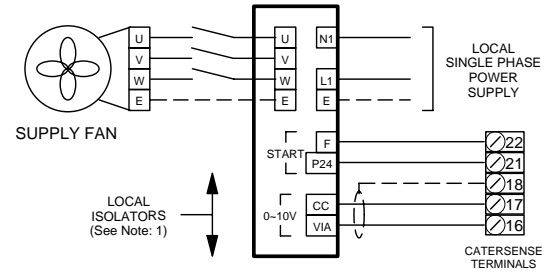 U
V
W
E
SUPPLY FAN
U
V
W
E
N1
L1
E
LOCAL
SINGLE PHASE
POWER
SUPPLY
START
F
P24
0~10V
CC
VIA
LOCAL
ISOLATORS
(See Note: 1)
22
21
18
17
16
CATERSENSE
TERMINALS